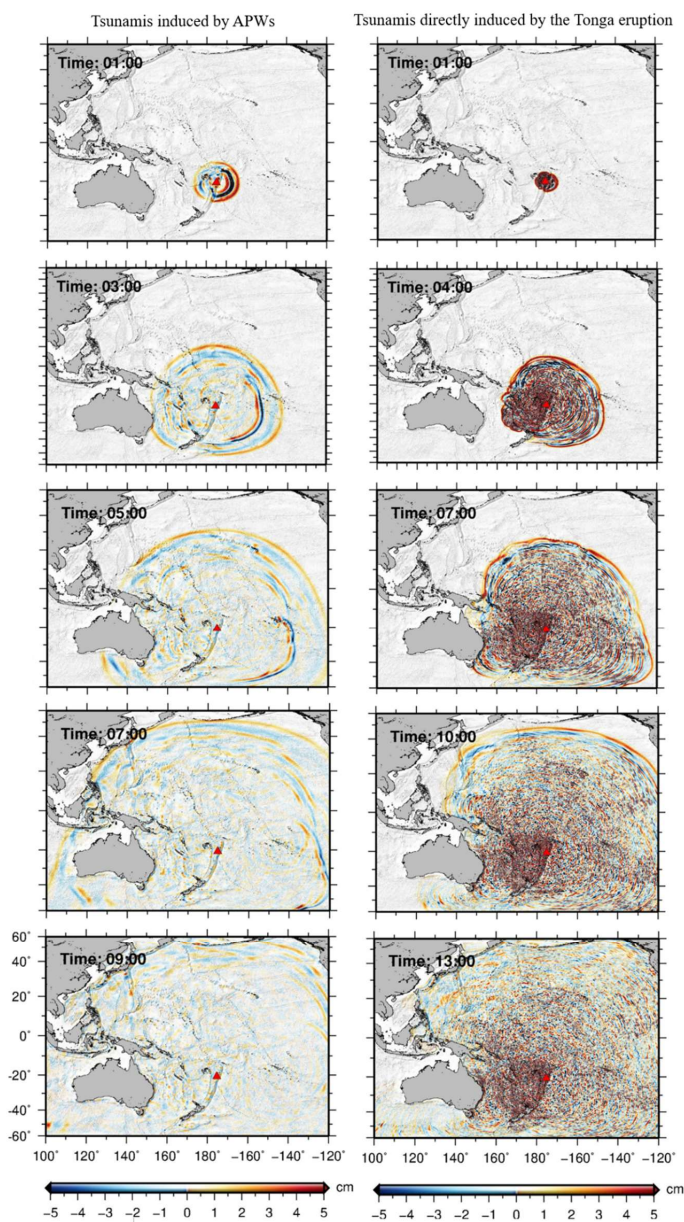 Tsunamis induced by APWs
Tsunamis directly induced by the Tonga eruption
Time: 01:00
Time: 01:00
Time: 03:00
Time: 04:00
Time: 05:00
Time: 07:00
Time: 07:00
Time: 10:00
Time: 09:00
Time: 13:00
60°
40°
20°
0°
-20°
-40°
-60°
100 120 140 160 180 -160° -140° -120°
100 120 140 160 180 -160° -140° -120°
-5 -4 -3 -2 -1 0 1 2 3 4 5 cm
-5 -4 -3 -2 -1 0 1 2 3 4 5 cm